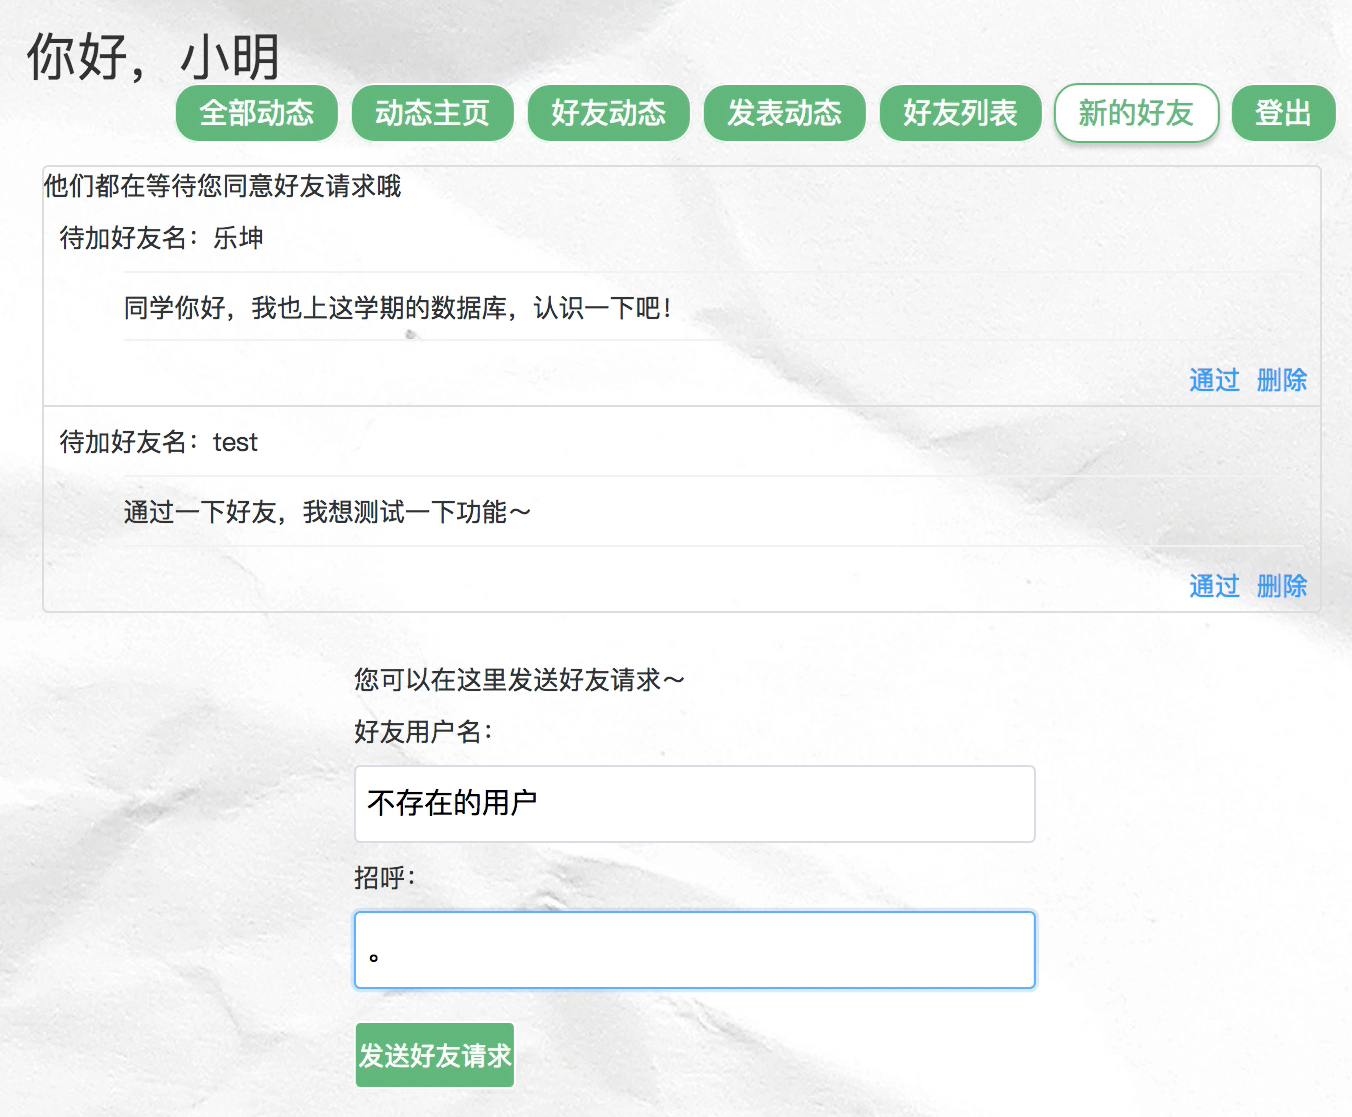 你好，小明
全部动态 动态主页 好友动态 发表动态 好友列表 新的好友 登出
他们都在等待您同意好友请求哦
待加好友名：乐坤
同学你好，我也上这学期的数据库，认识一下吧！
通过 删除
待加好友名：test
通过一下好友，我想测试一下功能～
通过 删除
您可以在这里发送好友请求～
好友用户名：
不存在的用户
招呼：
。
发送好友请求